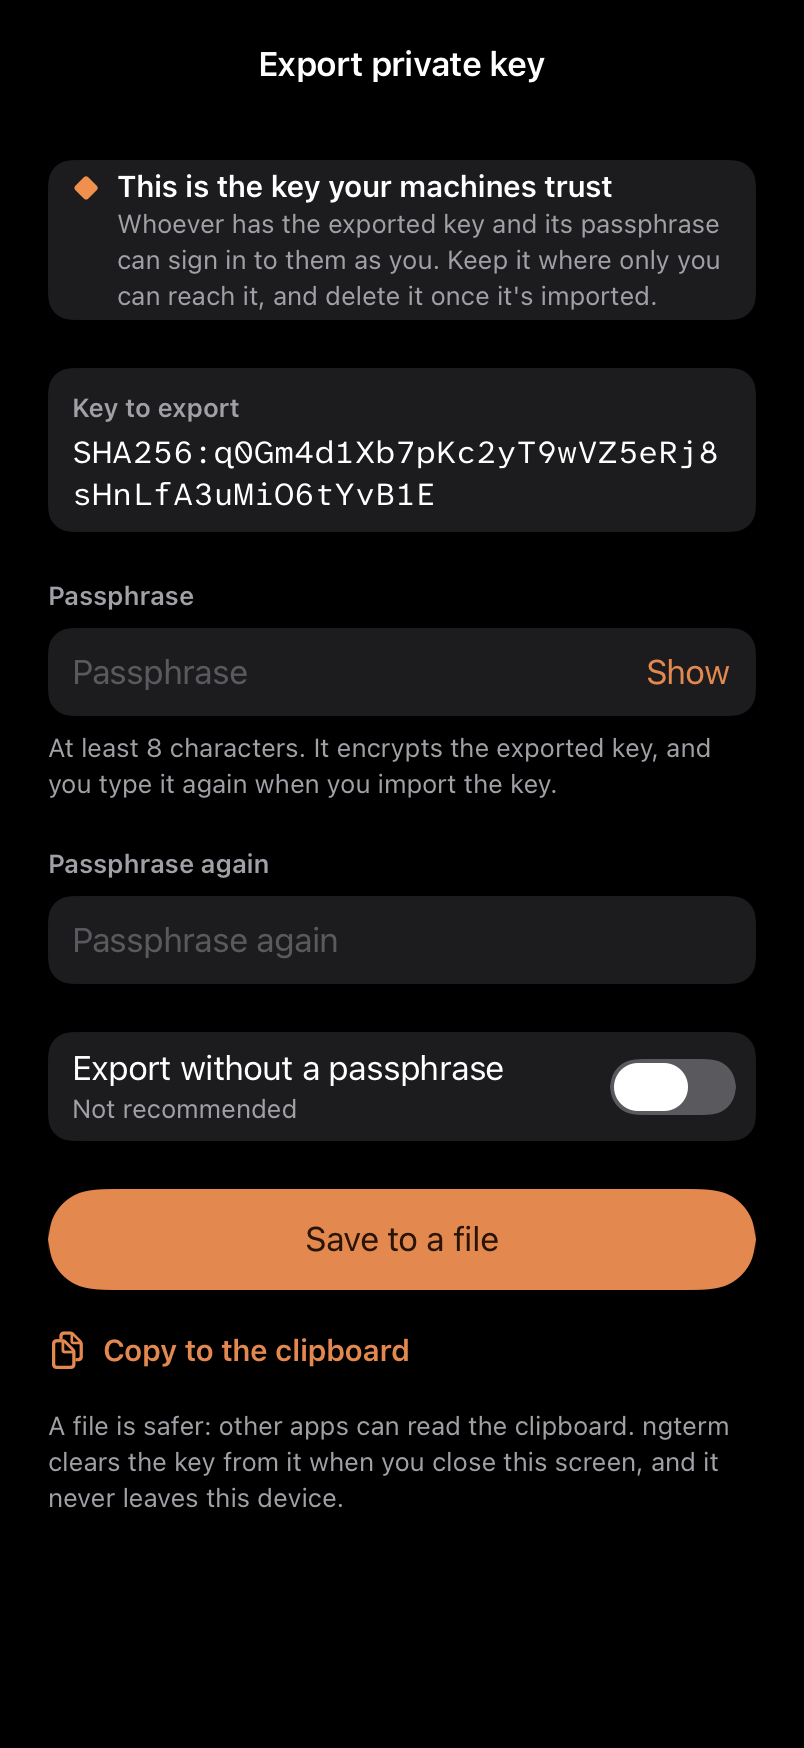 Export private key
This is the key your machines trust
Whoever has the exported key and its passphrase
can sign in to them as you. Keep it where only you
can reach it, and delete it once it's imported.
Key to export
SHA256:q0Gm4d1Xb7pKc2yT9wVZ5eRj8
sHnLfA3uMiO6tYvB1E
Passphrase
Passphrase
Show
At least 8 characters. It encrypts the exported key, and
you type it again when you import the key.
Passphrase again
Passphrase again
Export without a passphrase
Not recommended
Save to a file
Copy to the clipboard
A file is safer: other apps can read the clipboard. ngterm
clears the key from it when you close this screen, and it
never leaves this device.